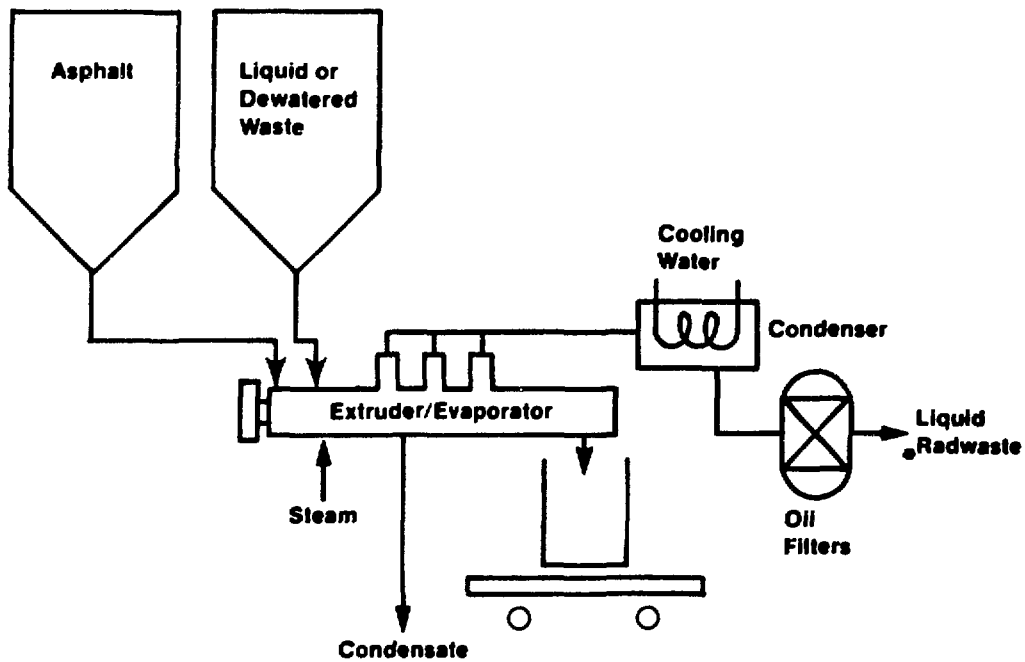 Asphalt
Liquid or
Dewatered
Waste
Cooling
Water
Condenser
Extruder/Evaporator
Liquid
Radwaste
Steam
Oil
Filters
Condensate